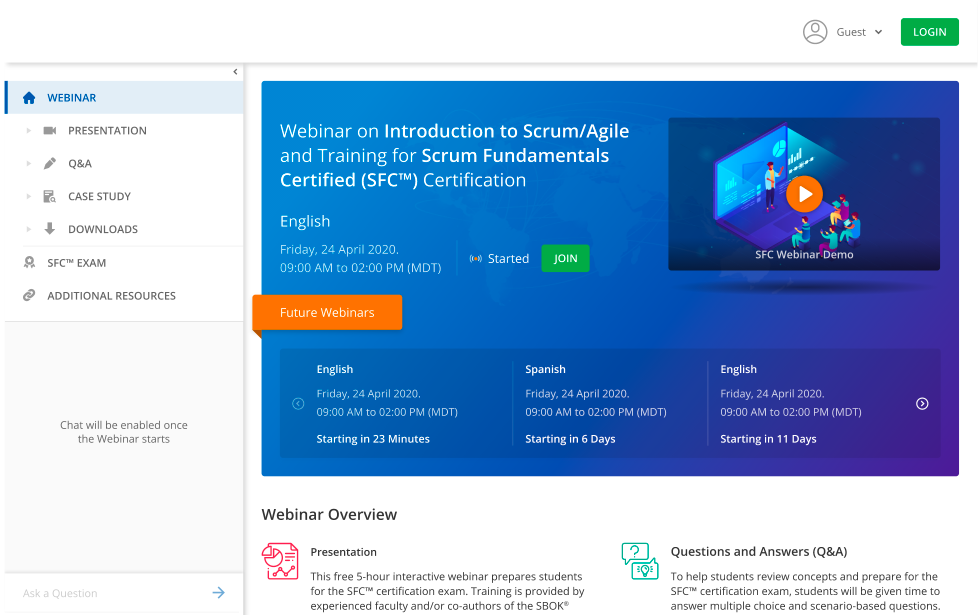 Guest
LOGIN
WEBINAR
PRESENTATION
Q&A
CASE STUDY
DOWNLOADS
SFC™ EXAM
ADDITIONAL RESOURCES
Chat will be enabled once
the Webinar starts
Ask a Question
Webinar on Introduction to Scrum/Agile
and Training for Scrum Fundamentals
Certified (SFC™) Certification
English
Friday, 24 April 2020.
09:00 AM to 02:00 PM (MDT)
Started
JOIN
SFC Webinar Demo
Future Webinars
English
Friday, 24 April 2020.
09:00 AM to 02:00 PM (MDT)
Starting in 23 Minutes
Spanish
Friday, 24 April 2020.
09:00 AM to 02:00 PM (MDT)
Starting in 6 Days
English
Friday, 24 April 2020.
09:00 AM to 02:00 PM (MDT)
Starting in 11 Days
Webinar Overview
Presentation
This free 5-hour interactive webinar prepares students
for the SFC™ certification exam. Training is provided by
experienced faculty and/or co-authors of the SBOK®
Questions and Answers (Q&A)
To help students review concepts and prepare for the
SFC™ certification exam, students will be given time to
answer multiple choice and scenario-based questions.